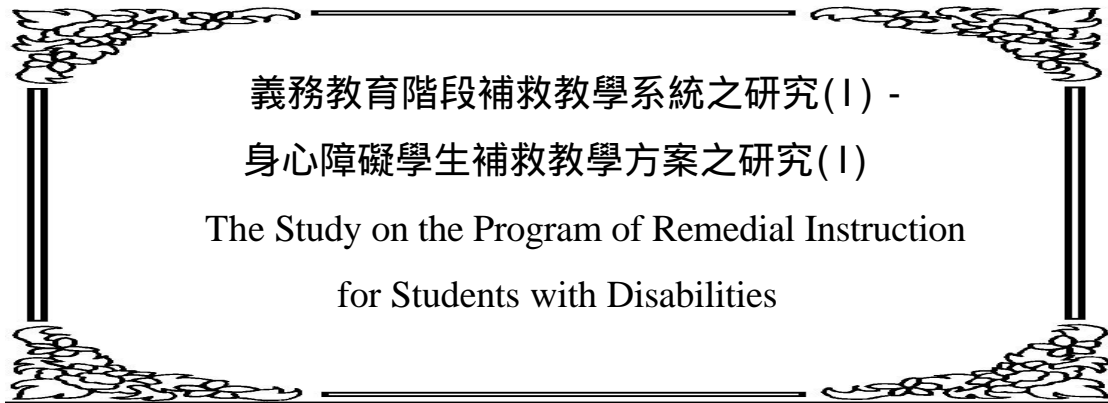 義務教育階段補救教學系統之研究(I) -
身心障礙學生補救教學方案之研究(I)
The Study on the Program of Remedial Instruction
for Students with Disabilities